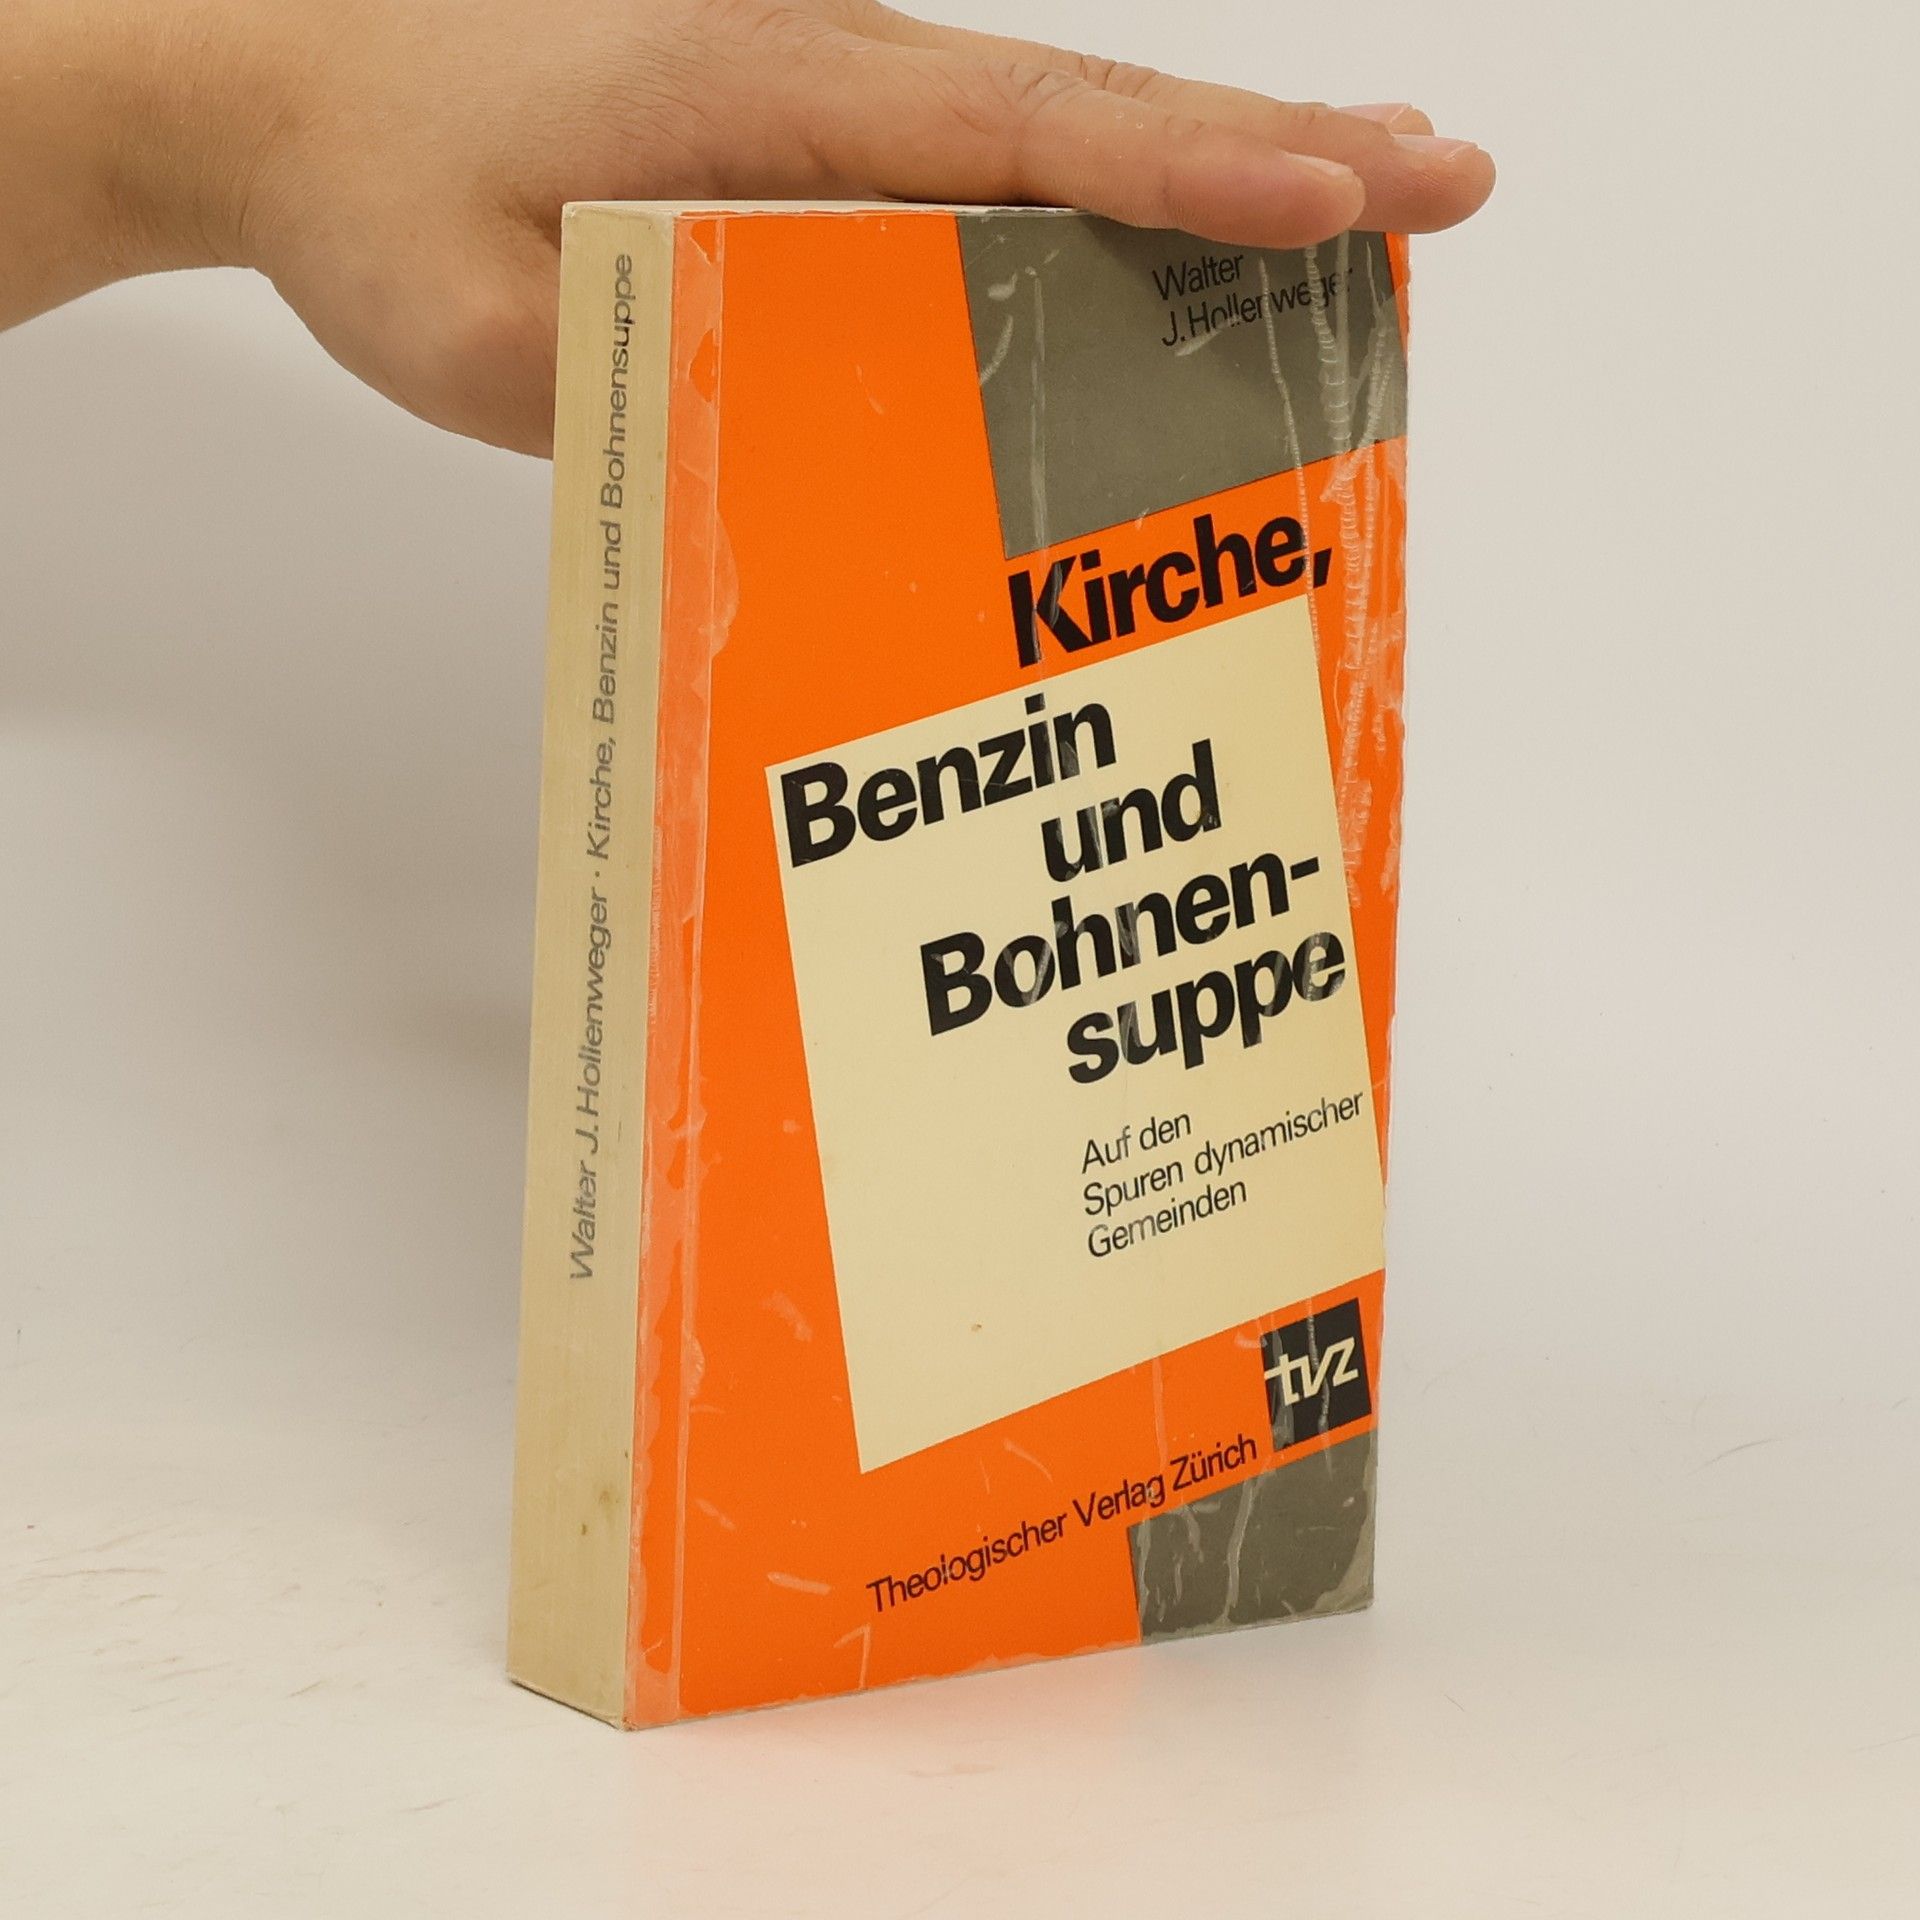 Walter J. Hollenweger · Kirche, Benzin und Bohnensuppe
Walter
J. Hollenweger
Kirche,
Benzin
und
Bohnen-
suppe
Auf den
Spuren dynamischer
Gemeinden
tvz
Theologischer Verlag Zürich